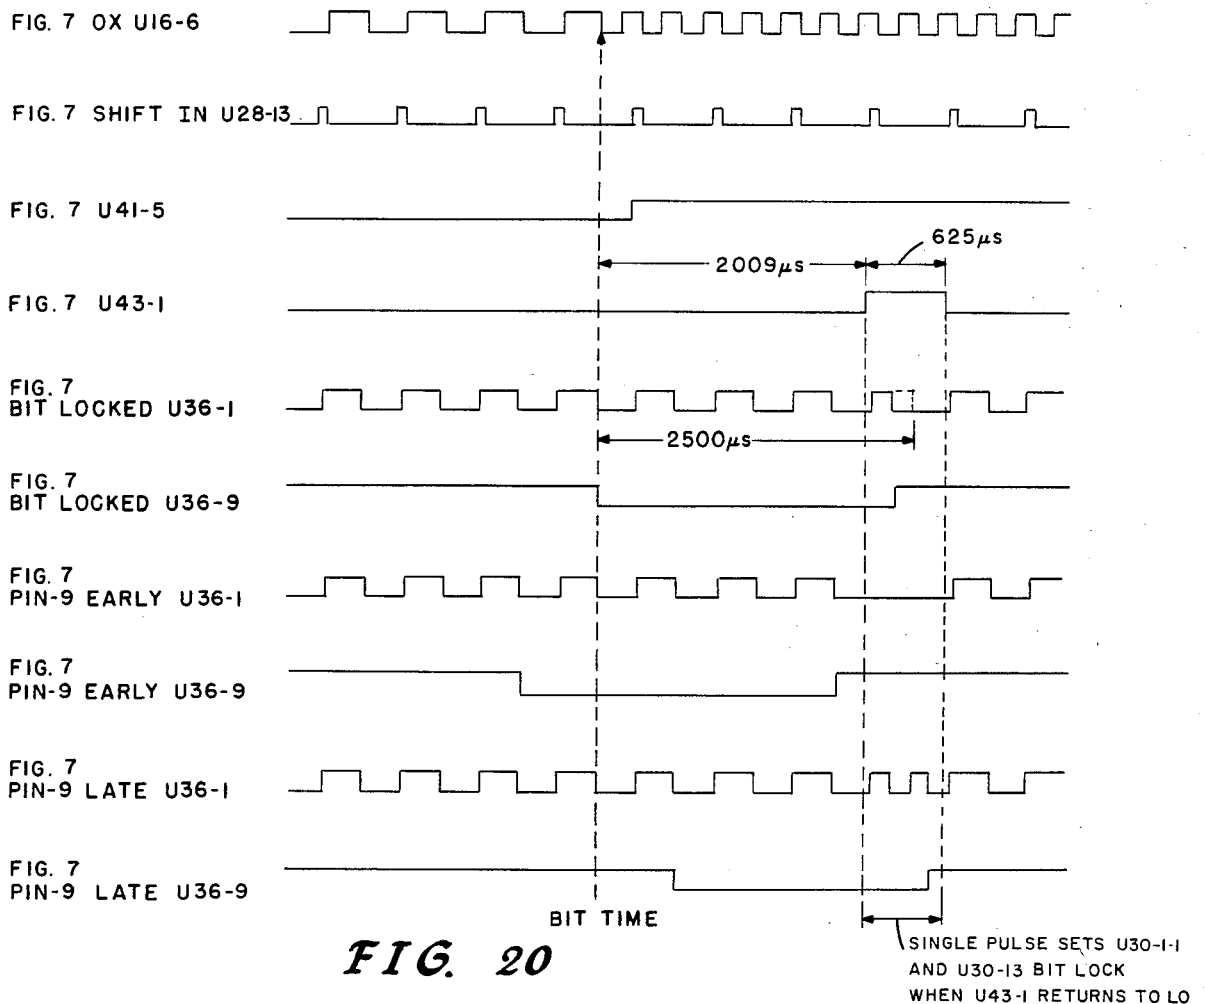 FIG. 7 OX U16-6
FIG. 7 SHIFT IN U28-13
FIG. 7 U41-5
625µs
2009µs
FIG. 7 U43-1
FIG. 7
BIT LOCKED U36-1
2500µs
FIG. 7
BIT LOCKED U36-9
FIG. 7
PIN-9 EARLY U36-1
FIG. 7
PIN-9 EARLY U36-9
FIG. 7
PIN-9 LATE U36-1
FIG. 7
PIN-9 LATE U36-9
BIT TIME
SINGLE PULSE SETS U30-1-1
AND U30-13 BIT LOCK
WHEN U43-1 RETURNS TO LO
FIG. 20